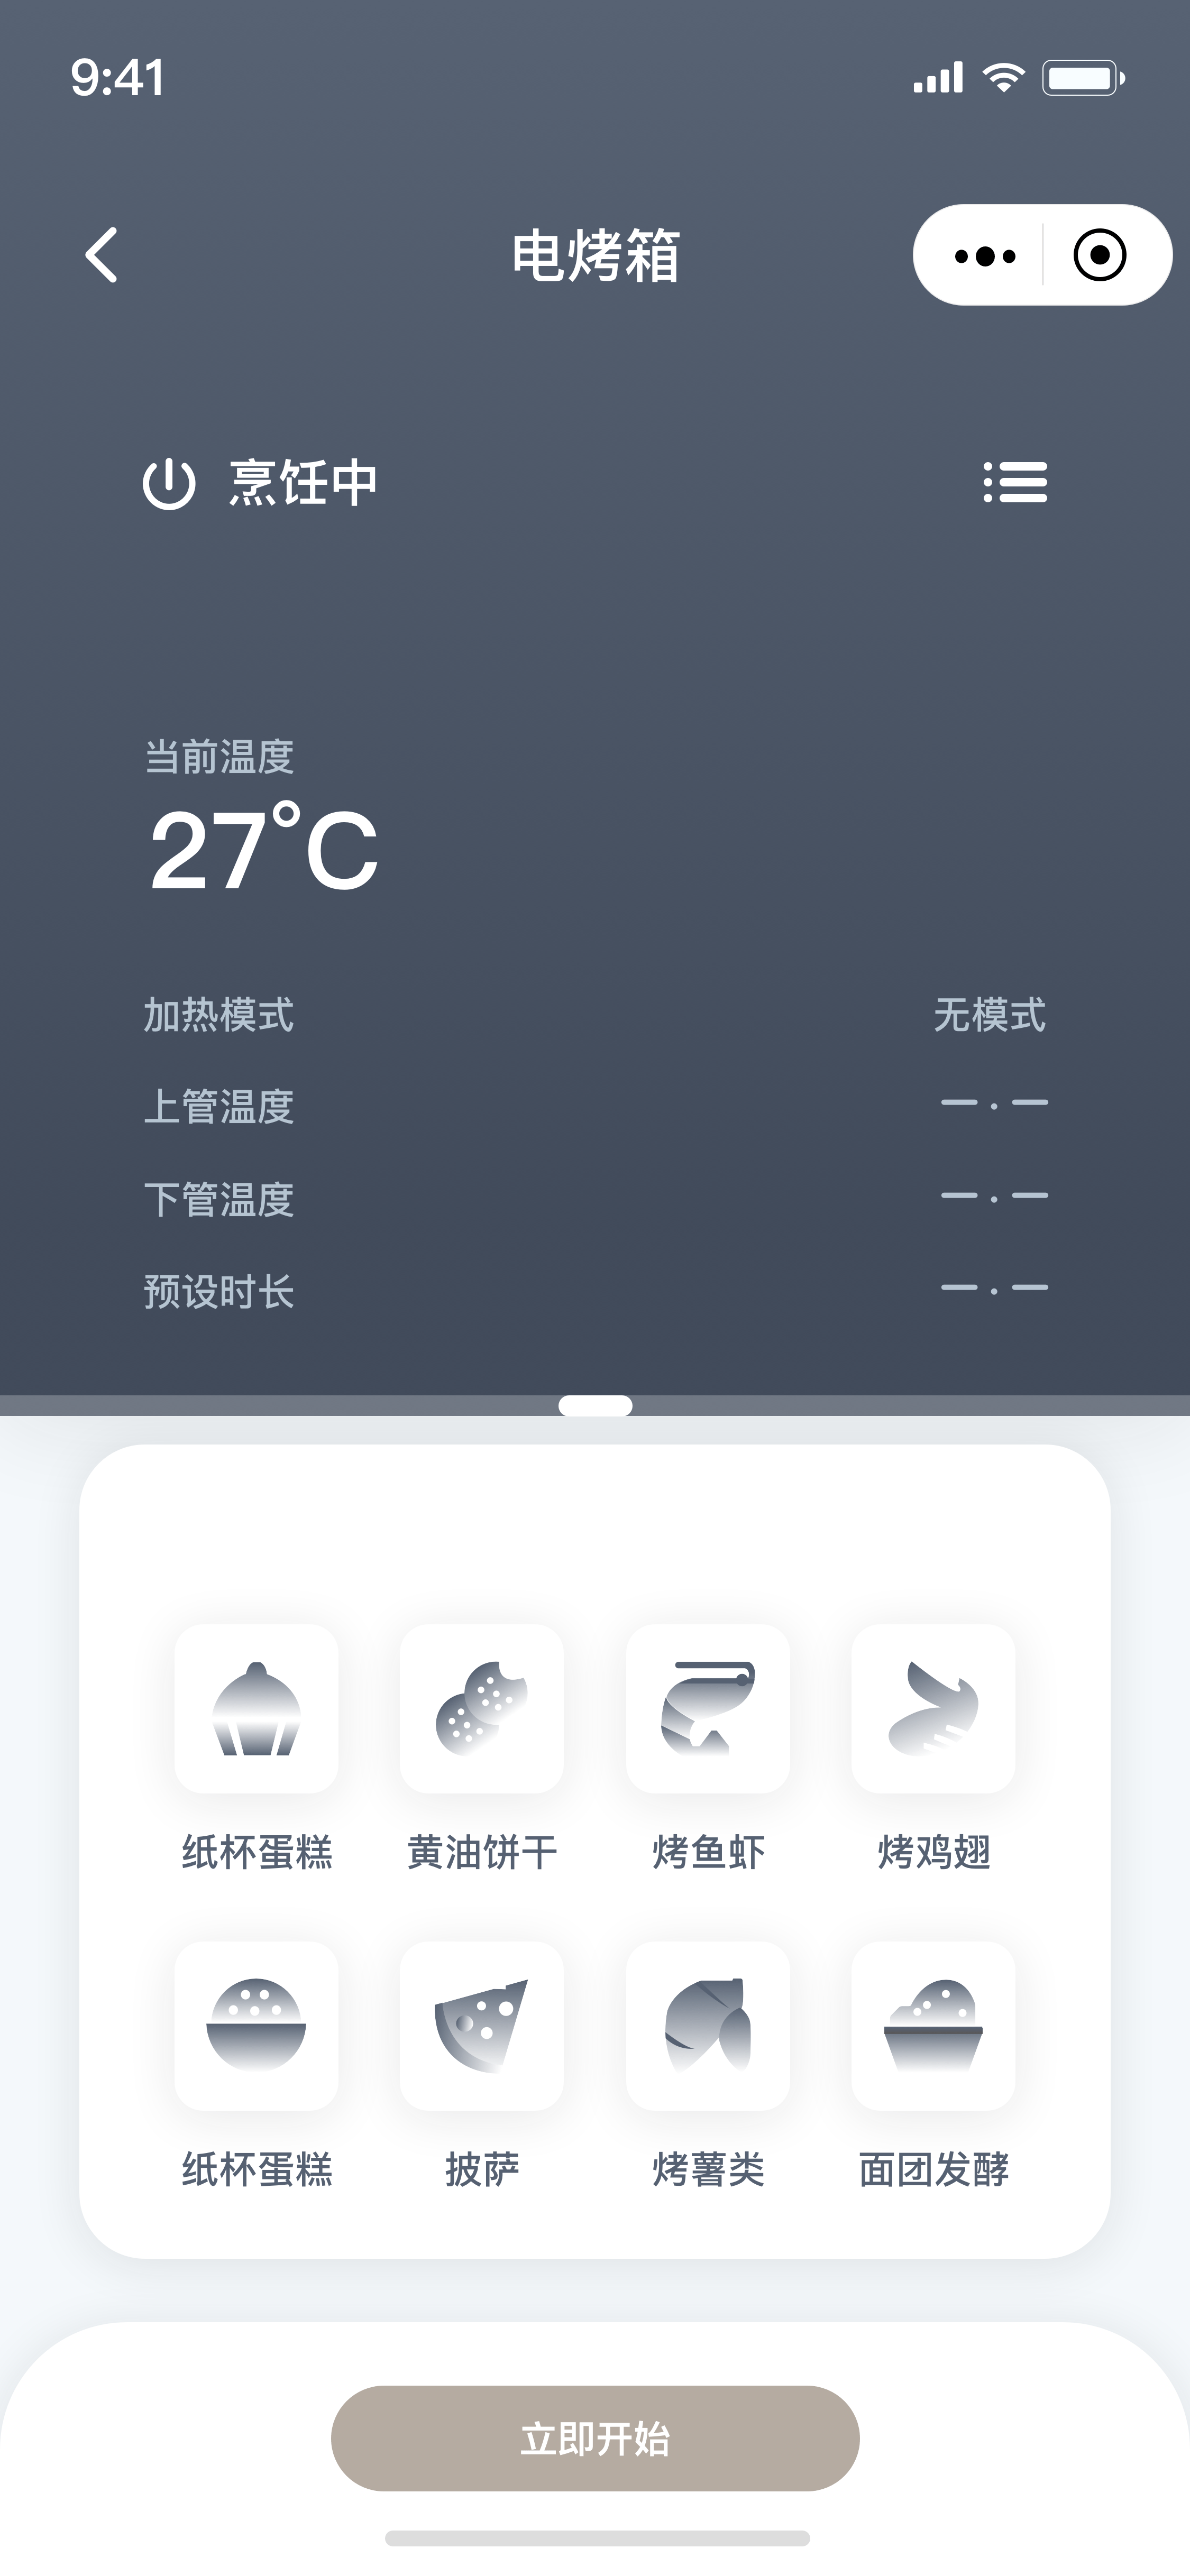 9:41
电烤箱
烹饪中
当前温度
27°C
加热模式 无模式
上管温度 — . —
下管温度 — . —
预设时长 — . —
纸杯蛋糕 黄油饼干 烤鱼虾 烤鸡翅
纸杯蛋糕 披萨 烤薯类 面团发酵
立即开始